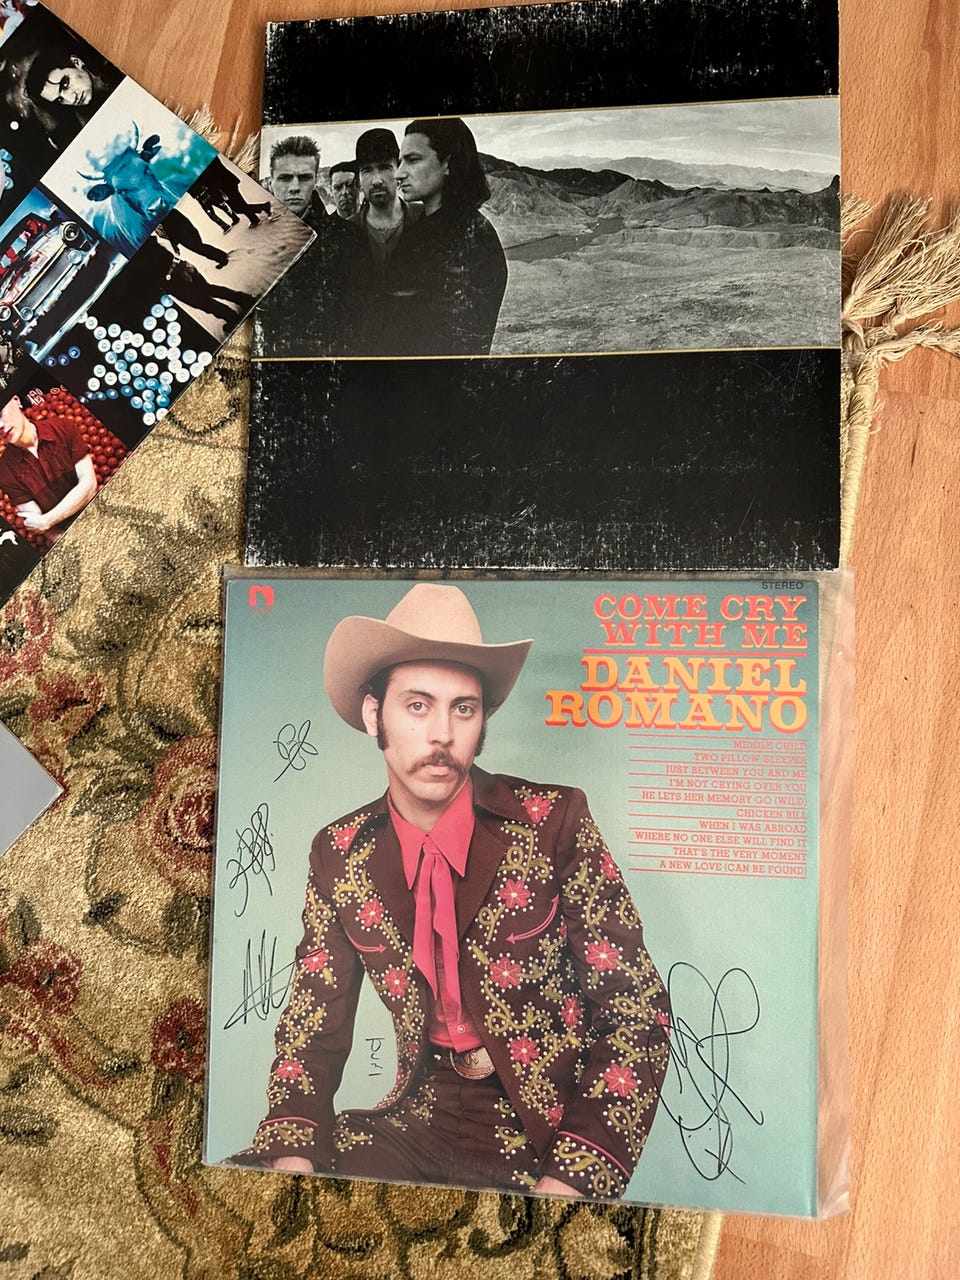 STEREO
COME CRY
WITH ME
DANIEL
ROMANO
MIDDLE CHILD
TWO PILLOW SLEEPER
JUST BETWEEN YOU AND ME
I'M NOT CRYING OVER YOU
HE LETS HER MEMORY GO (WILD)
CHICKEN BILL
WHEN I WAS ABROAD
WHERE NO ONE ELSE WILL FIND IT
THAT'S THE VERY MOMENT
A NEW LOVE (CAN BE FOUND)